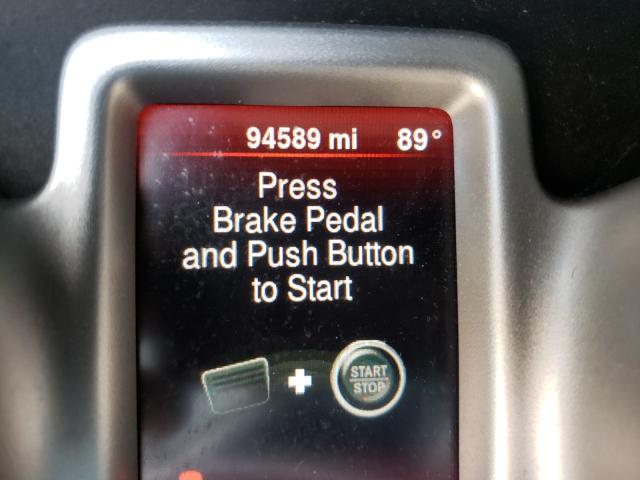 94589 mi 89°
Press
Brake Pedal
and Push Button
to Start
START
STOP